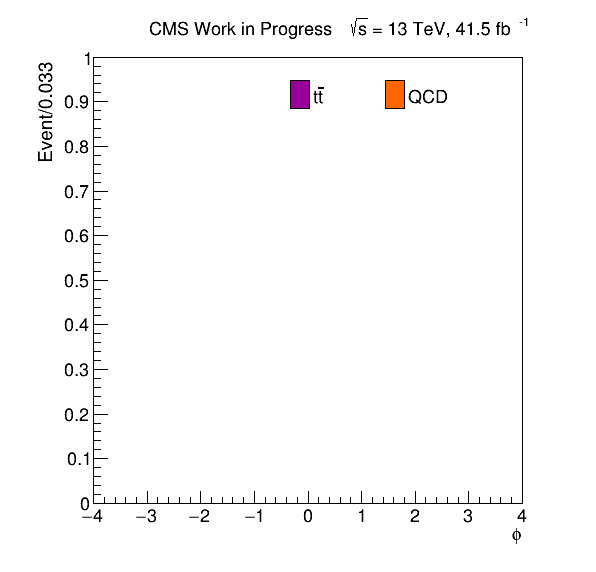 CMS Work in Progress √s = 13 TeV, 41.5 fb⁻¹
Event/0.033
1
0.9
0.8
0.7
0.6
0.5
0.4
0.3
0.2
0.1
0
tt̄ QCD
−4 −3 −2 −1 0 1 2 3 4
ϕ